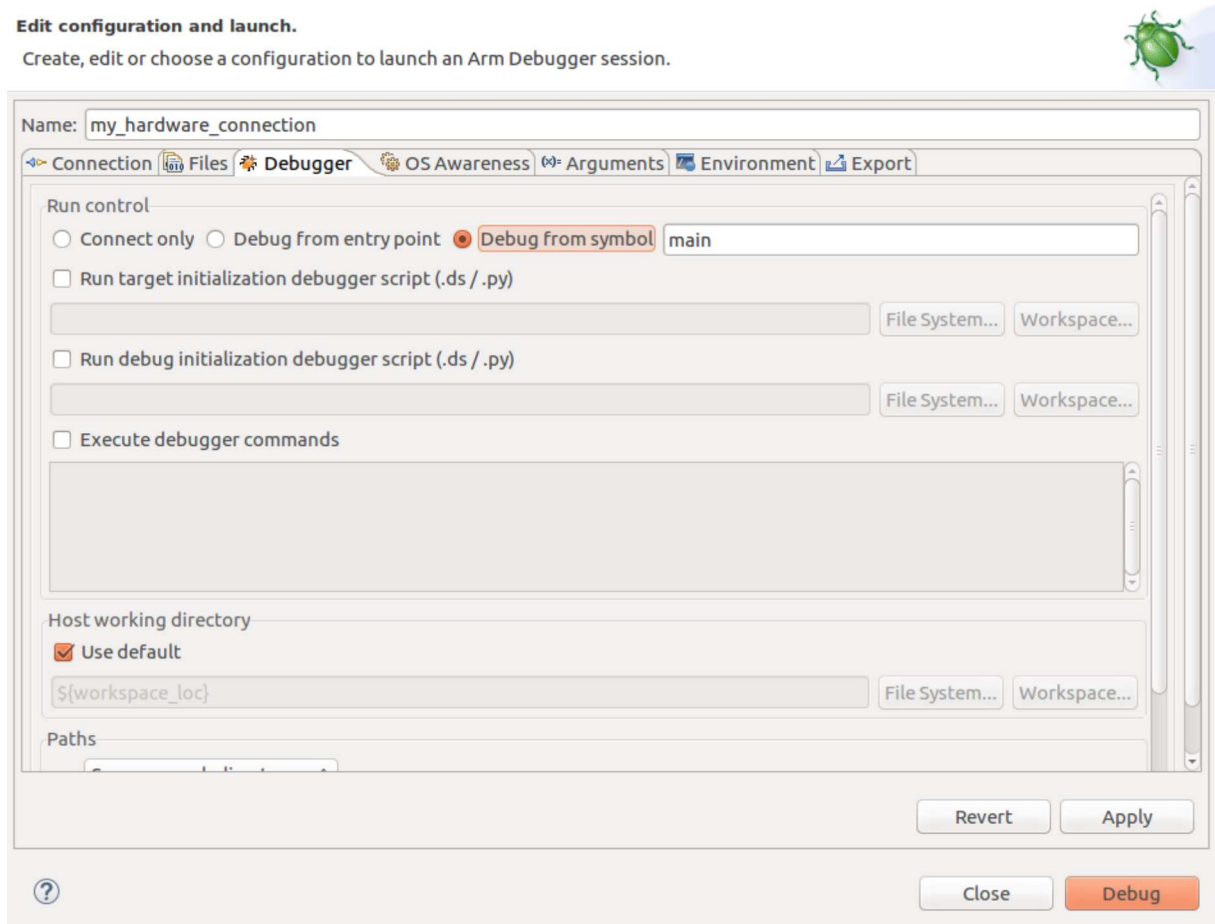 Edit configuration and launch.
Create, edit or choose a configuration to launch an Arm Debugger session.
Name: my_hardware_connection
Connection Files Debugger OS Awareness (x)= Arguments Environment Export
Run control
Connect only Debug from entry point Debug from symbol main
Run target initialization debugger script (.ds / .py)
File System... Workspace...
Run debug initialization debugger script (.ds / .py)
File System... Workspace...
Execute debugger commands
Host working directory
Use default
${workspace_loc} File System... Workspace...
Paths
Revert Apply
? Close Debug